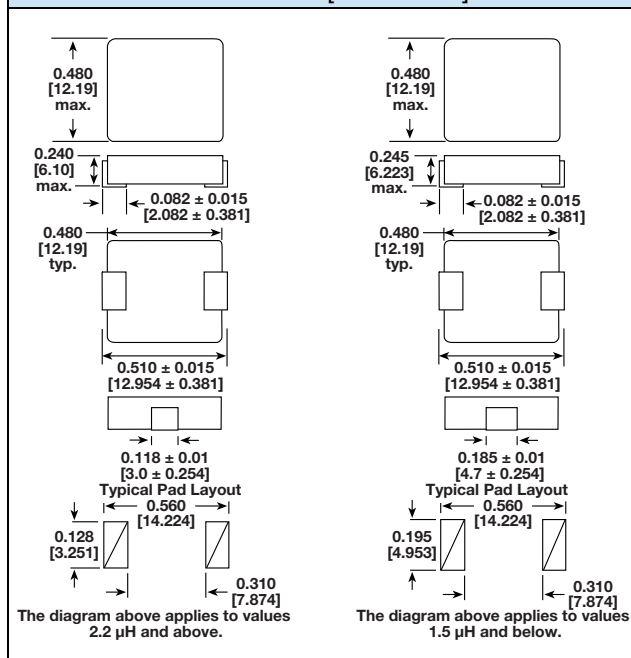 0.480
[12.19]
max.
0.240
[6.10]
max.
0.082 ± 0.015
[2.082 ± 0.381]
0.480
[12.19]
typ.
0.510 ± 0.015
[12.954 ± 0.381]
0.118 ± 0.01
[3.0 ± 0.254]
Typical Pad Layout
0.560
[14.224]
0.128
[3.251]
0.310
[7.874]
The diagram above applies to values
2.2 µH and above.
0.480
[12.19]
max.
0.245
[6.223]
max.
0.082 ± 0.015
[2.082 ± 0.381]
0.480
[12.19]
typ.
0.510 ± 0.015
[12.954 ± 0.381]
0.185 ± 0.01
[4.7 ± 0.254]
Typical Pad Layout
0.560
[14.224]
0.195
[4.953]
0.310
[7.874]
The diagram above applies to values
1.5 µH and below.